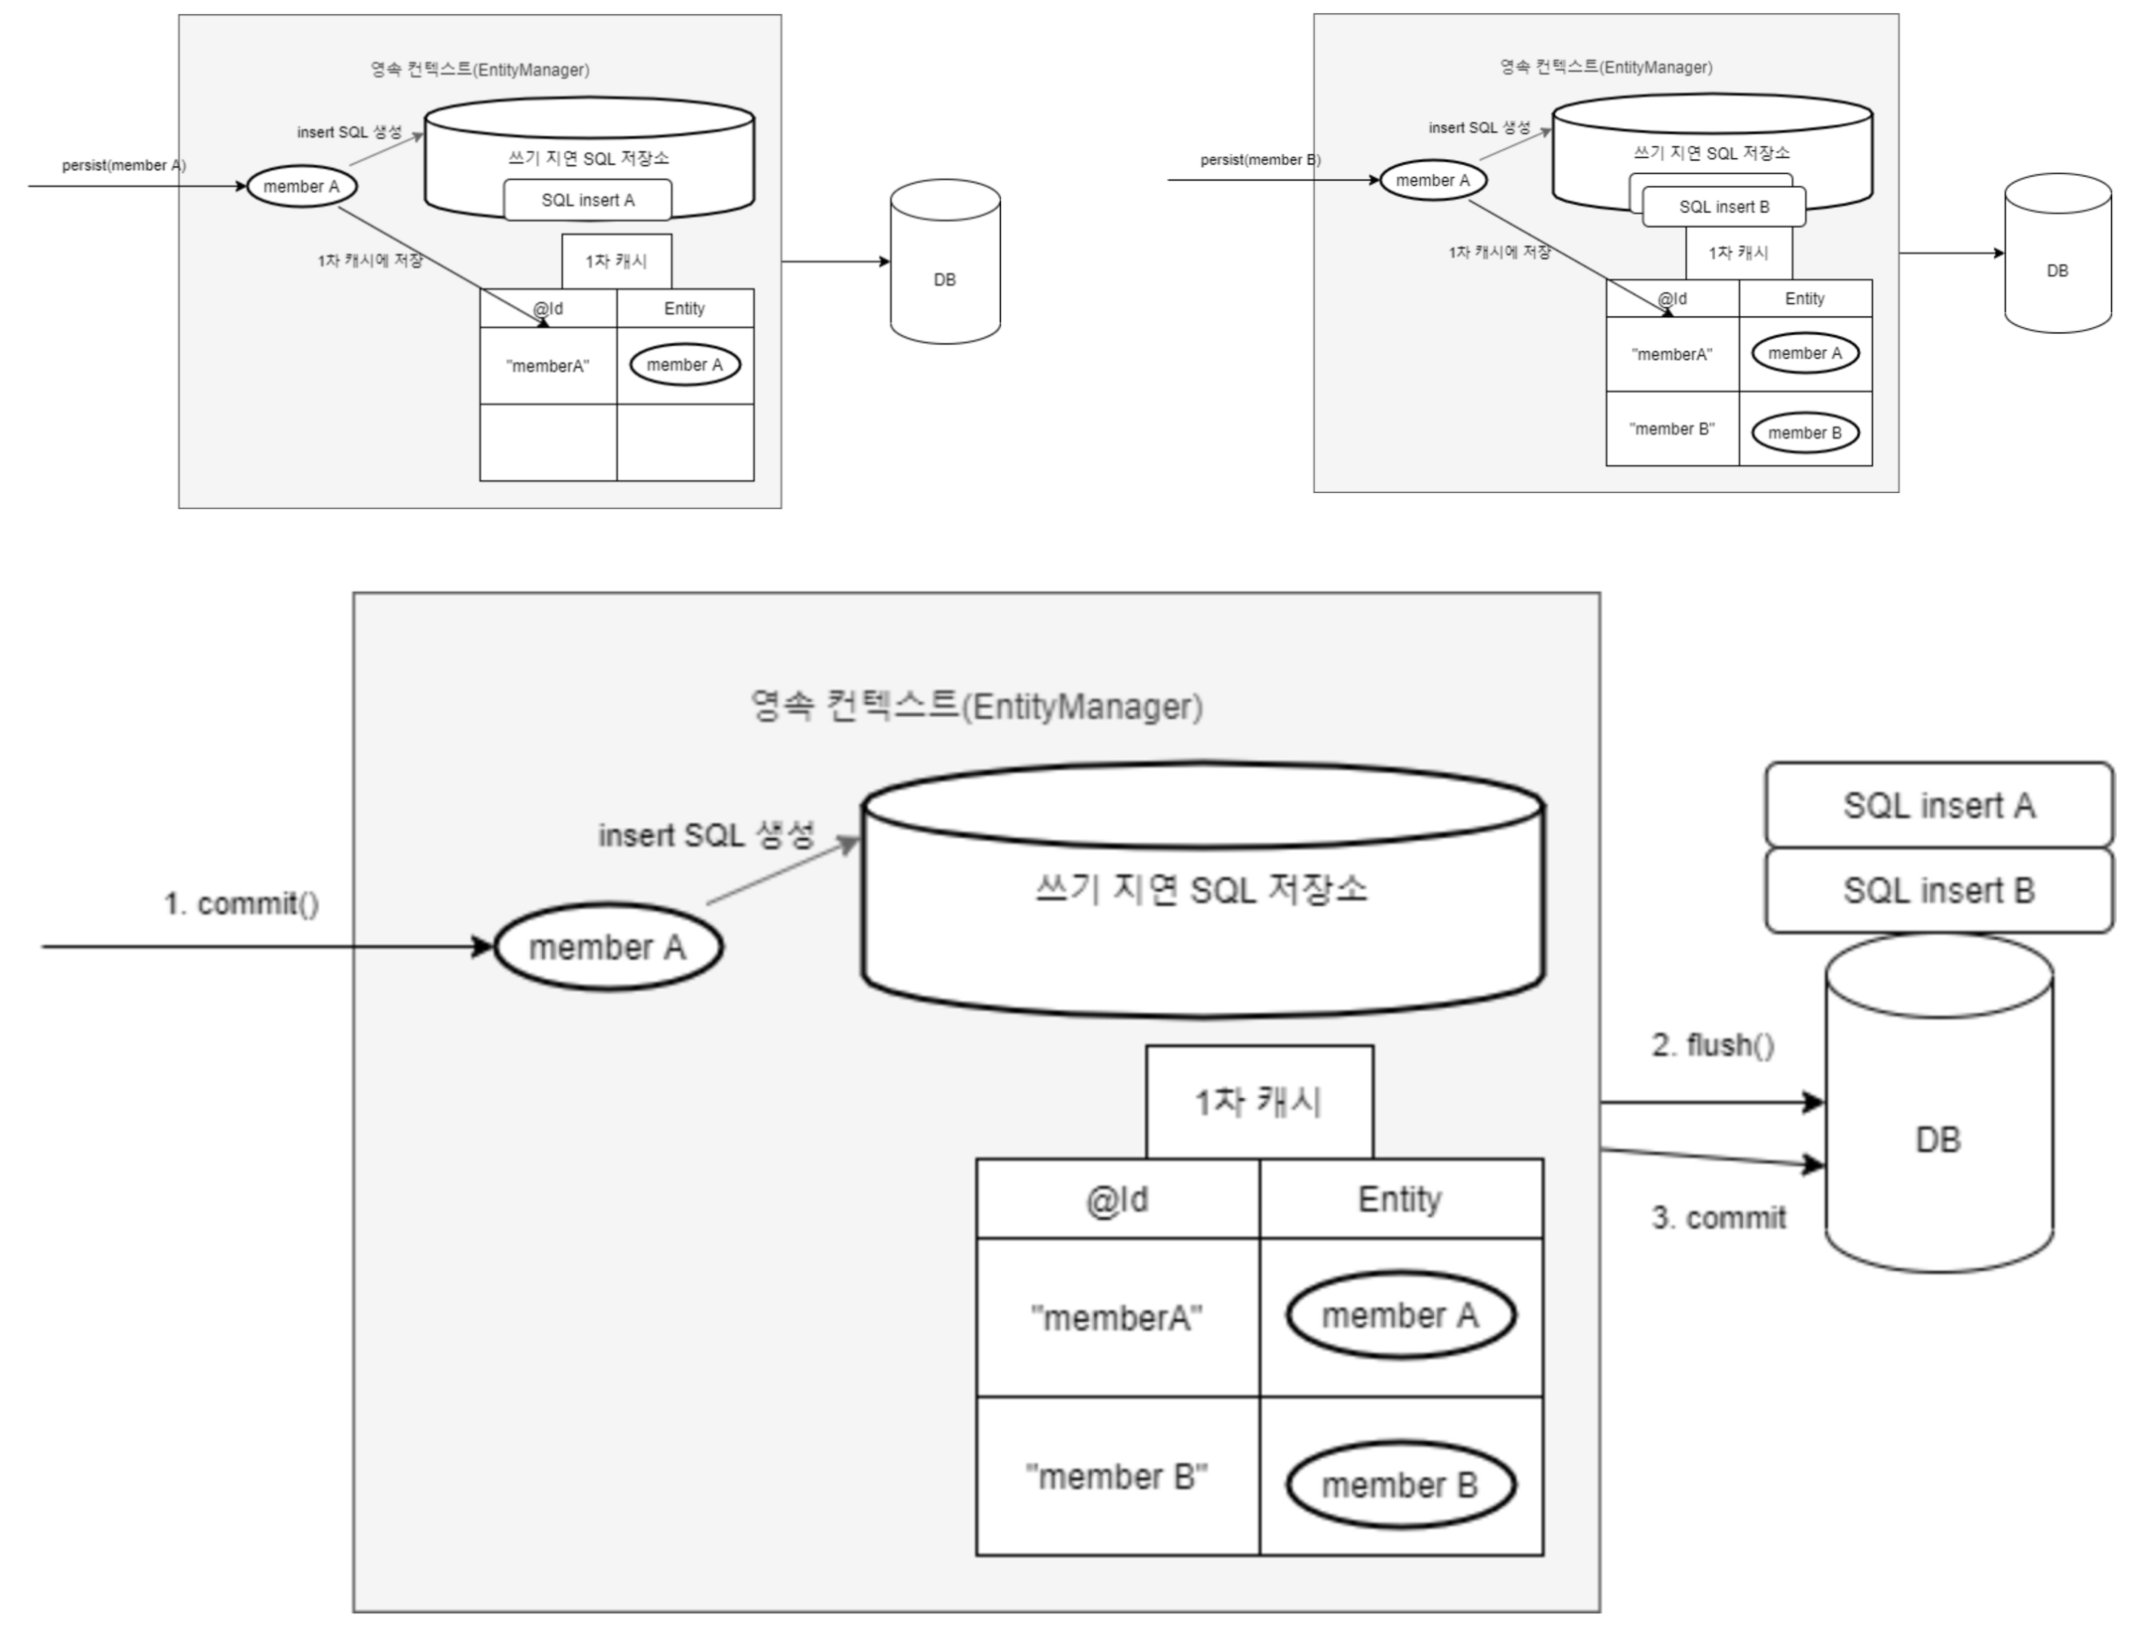 영속 컨텍스트(EntityManager)
insert SQL 생성
쓰기 지연 SQL 저장소
persist(member A)
member A
SQL insert A
1차 캐시에 저장
1차 캐시
@Id
Entity
"memberA"
member A
DB
영속 컨텍스트(EntityManager)
insert SQL 생성
쓰기 지연 SQL 저장소
persist(member B)
member A
SQL insert B
1차 캐시에 저장
1차 캐시
@Id
Entity
"memberA"
member A
"member B"
member B
DB
영속 컨텍스트(EntityManager)
insert SQL 생성
쓰기 지연 SQL 저장소
1. commit()
member A
1차 캐시
@Id
Entity
"memberA"
member A
"member B"
member B
SQL insert A
SQL insert B
2. flush()
DB
3. commit